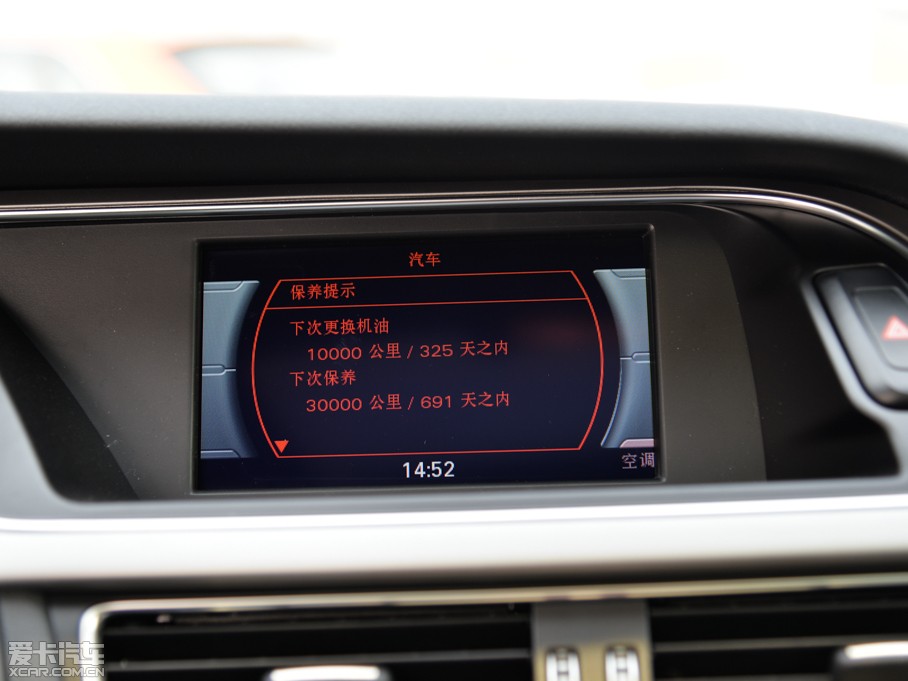 汽车
保养提示
下次更换机油
10000 公里 / 325 天之内
下次保养
30000 公里 / 691 天之内
14:52
空调
爱卡汽车
XCAR.COM.CN